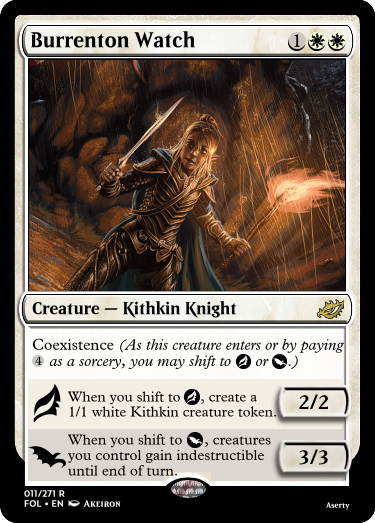 Burrenton Watch 1
Creature — Kithkin Knight
Coexistence (As this creature enters or by paying
4 as a sorcery, you may shift to or .)
When you shift to , create a
1/1 white Kithkin creature token.
2/2
When you shift to , creatures
you control gain indestructible
until end of turn.
3/3
011/271 R
FOL • EN Akeiron
Aserty